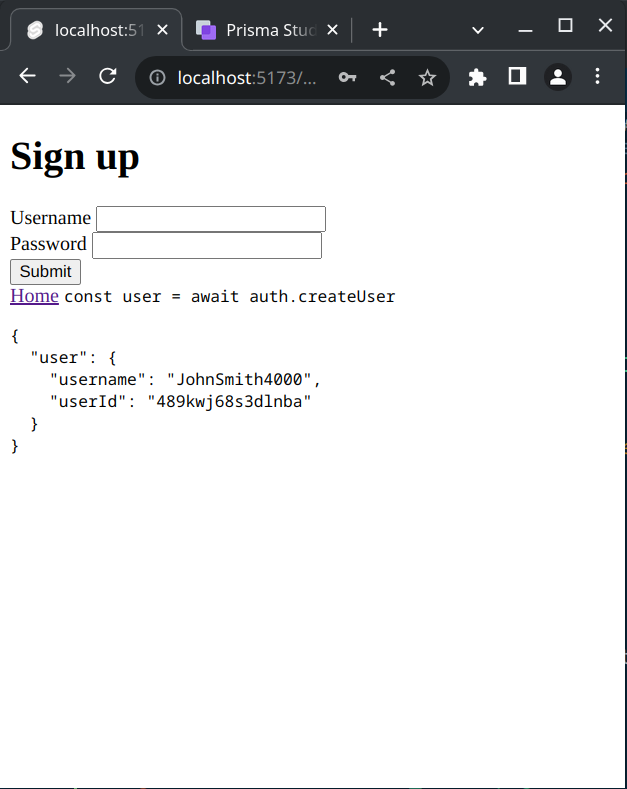 localhost:51
Prisma Stud
localhost:5173/...
Sign up
Username
Password
Submit
Home const user = await auth.createUser
{
  "user": {
    "username": "JohnSmith4000",
    "userId": "489kwj68s3dlnba"
  }
}